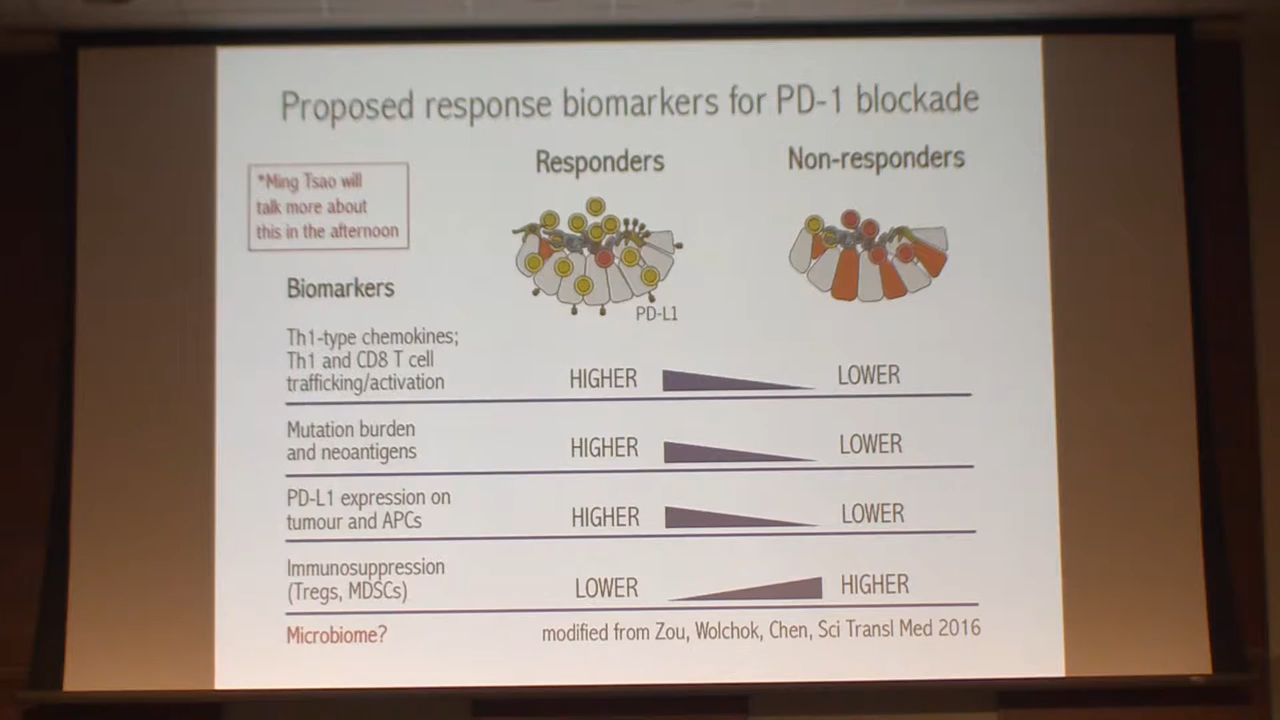 Proposed response biomarkers for PD-1 blockade
*Ming Tsao will
talk more about
this in the afternoon
Responders
Non-responders
PD-L1
Biomarkers
Th1-type chemokines;
Th1 and CD8 T cell
trafficking/activation
HIGHER
LOWER
Mutation burden
and neoantigens
HIGHER
LOWER
PD-L1 expression on
tumour and APCs
HIGHER
LOWER
Immunosuppression
(Tregs, MDSCs)
LOWER
HIGHER
Microbiome?
modified from Zou, Wolchok, Chen, Sci Transl Med 2016